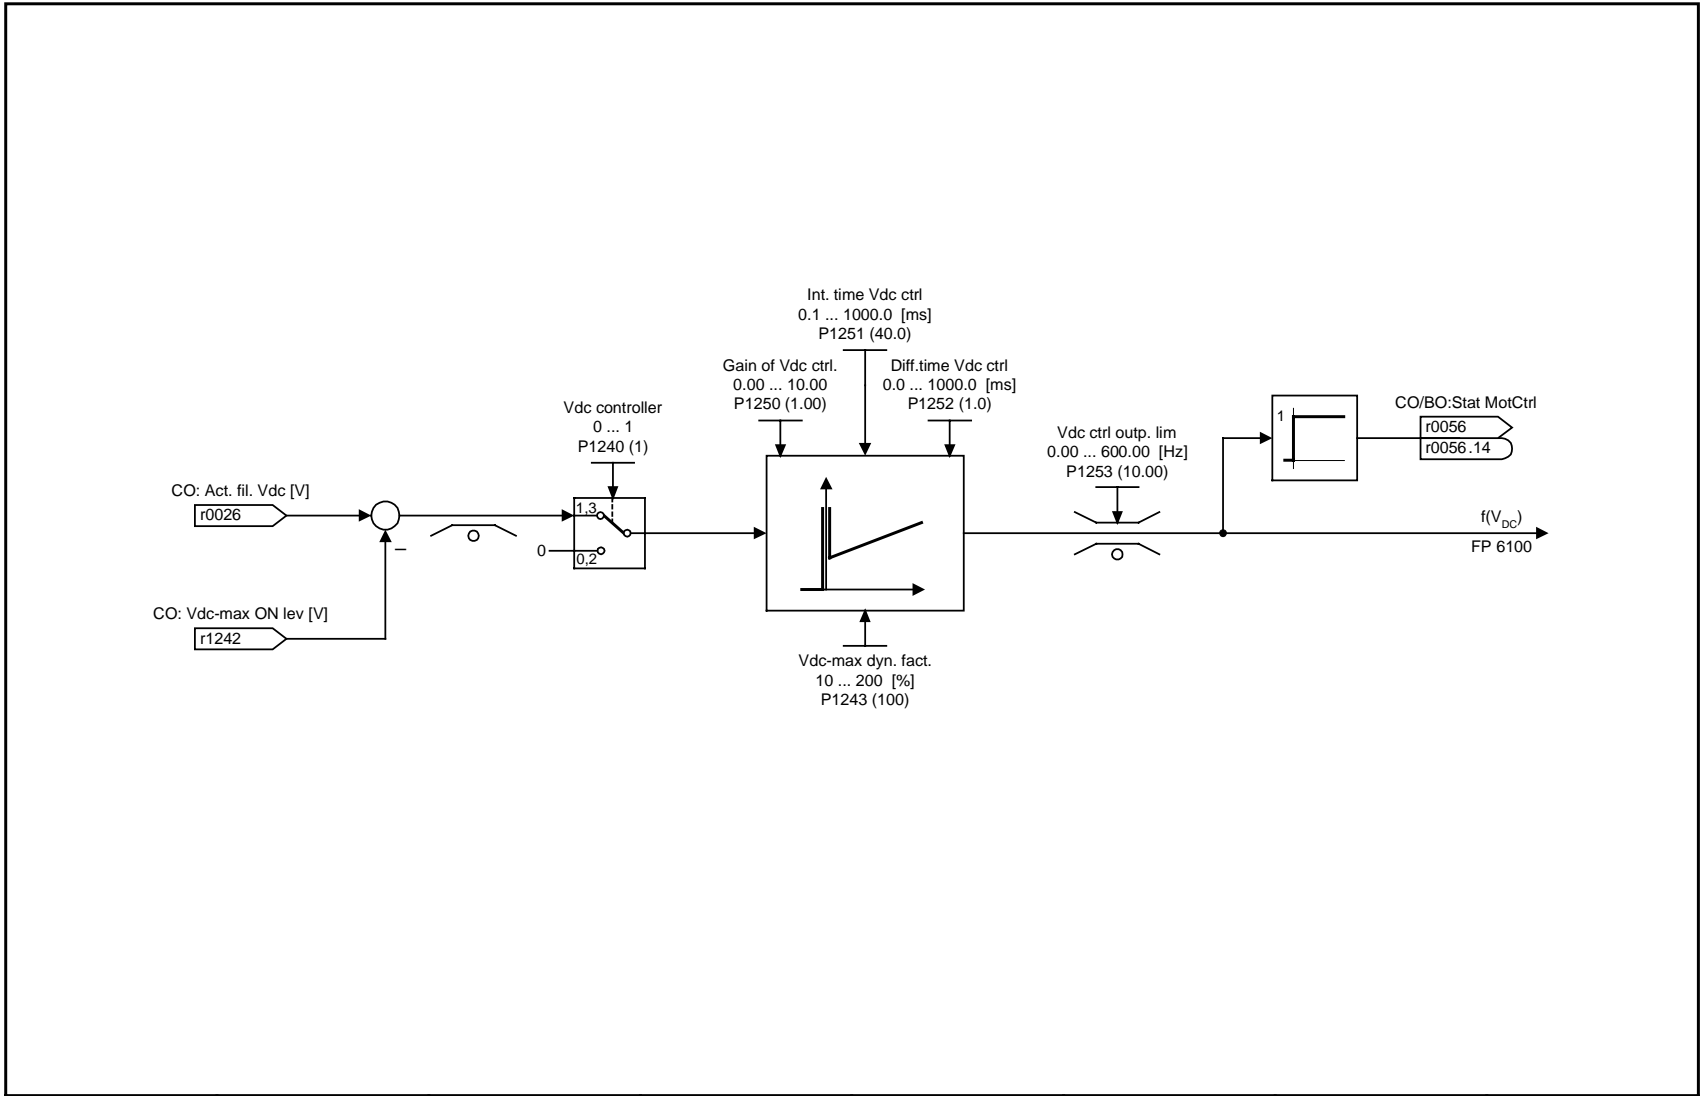 Int. time Vdc ctrl
0.1 ... 1000.0 [ms]
P1251 (40.0)
Gain of Vdc ctrl.
0.00 ... 10.00
P1250 (1.00)
Diff.time Vdc ctrl
0.0 ... 1000.0 [ms]
P1252 (1.0)
Vdc controller
0 ... 1
P1240 (1)
Vdc ctrl outp. lim
0.00 ... 600.00 [Hz]
P1253 (10.00)
1
CO/BO:Stat MotCtrl
r0056
r0056.14
CO: Act. fil. Vdc [V]
r0026
–
1,3
0
0,2
f(VDC)
FP 6100
CO: Vdc-max ON lev [V]
r1242
Vdc-max dyn. fact.
10 ... 200 [%]
P1243 (100)